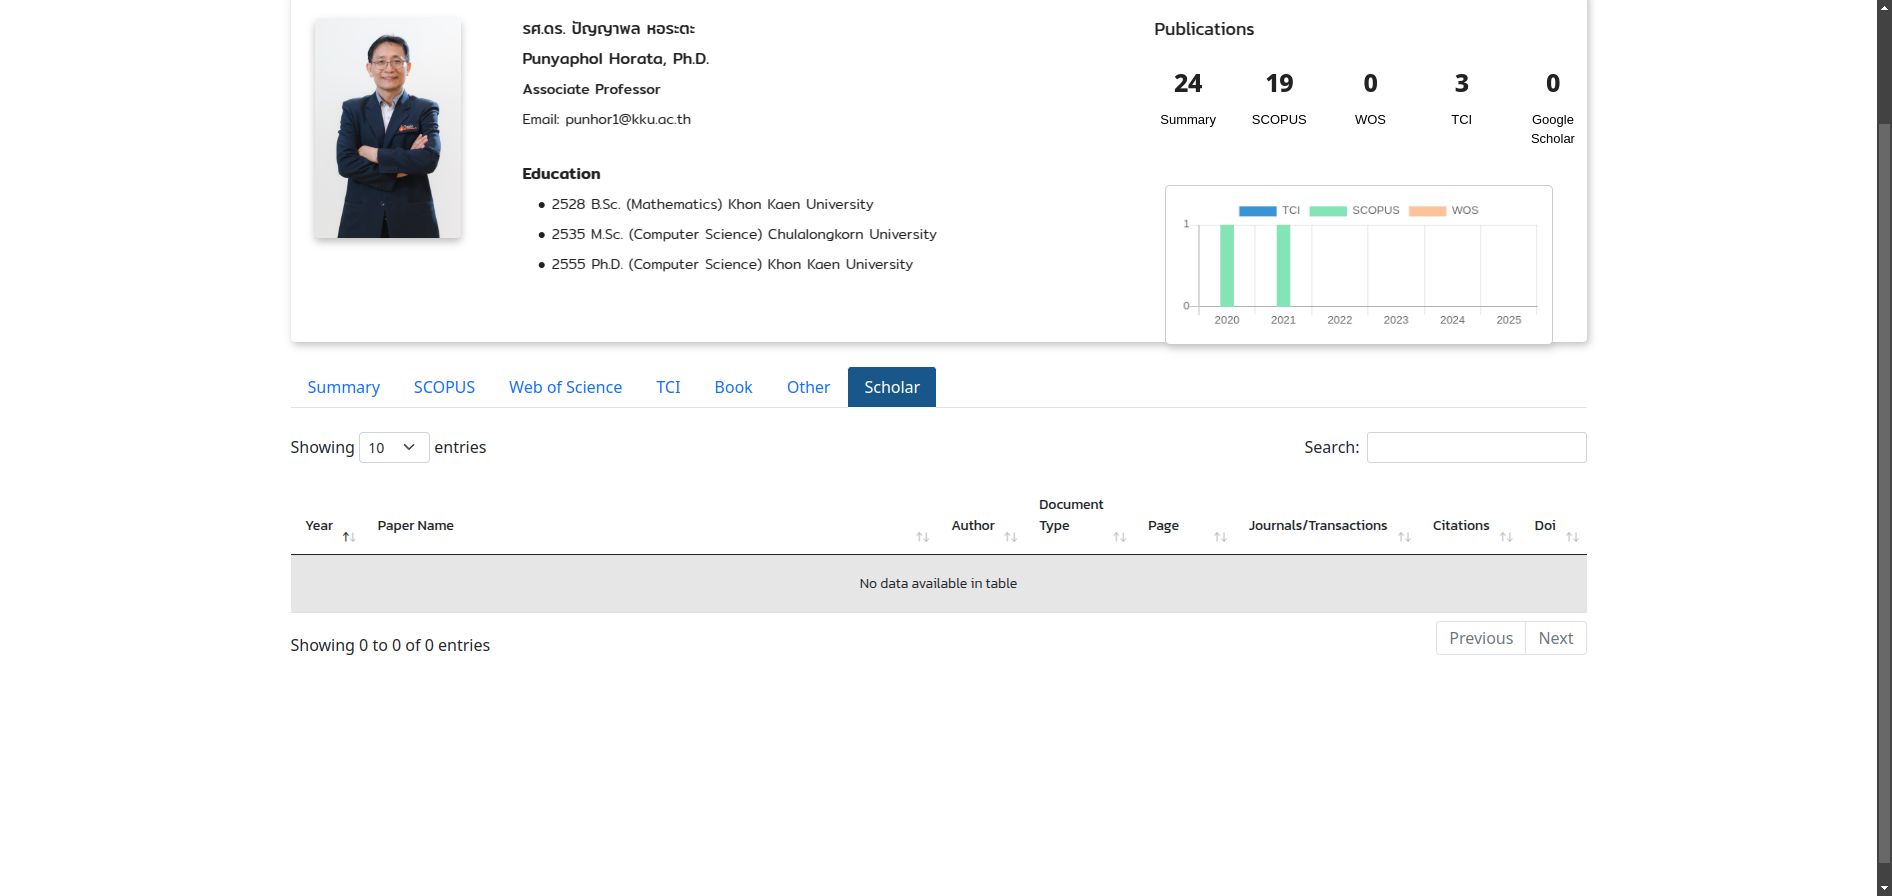 รศ.ดร. ปัญญาพล หอระตะ
Punyaphol Horata, Ph.D.
Associate Professor
Email: punhor1@kku.ac.th
Education
● 2528 B.Sc. (Mathematics) Khon Kaen University
● 2535 M.Sc. (Computer Science) Chulalongkorn University
● 2555 Ph.D. (Computer Science) Khon Kaen University
Publications
24 19 0 3 0
Summary SCOPUS WOS TCI Google
Scholar
TCI SCOPUS WOS
1
0
2020 2021 2022 2023 2024 2025
Summary SCOPUS Web of Science TCI Book Other Scholar
Showing 10 entries Search:
Year Paper Name Author Document Type Page Journals/Transactions Citations Doi
No data available in table
Showing 0 to 0 of 0 entries Previous Next